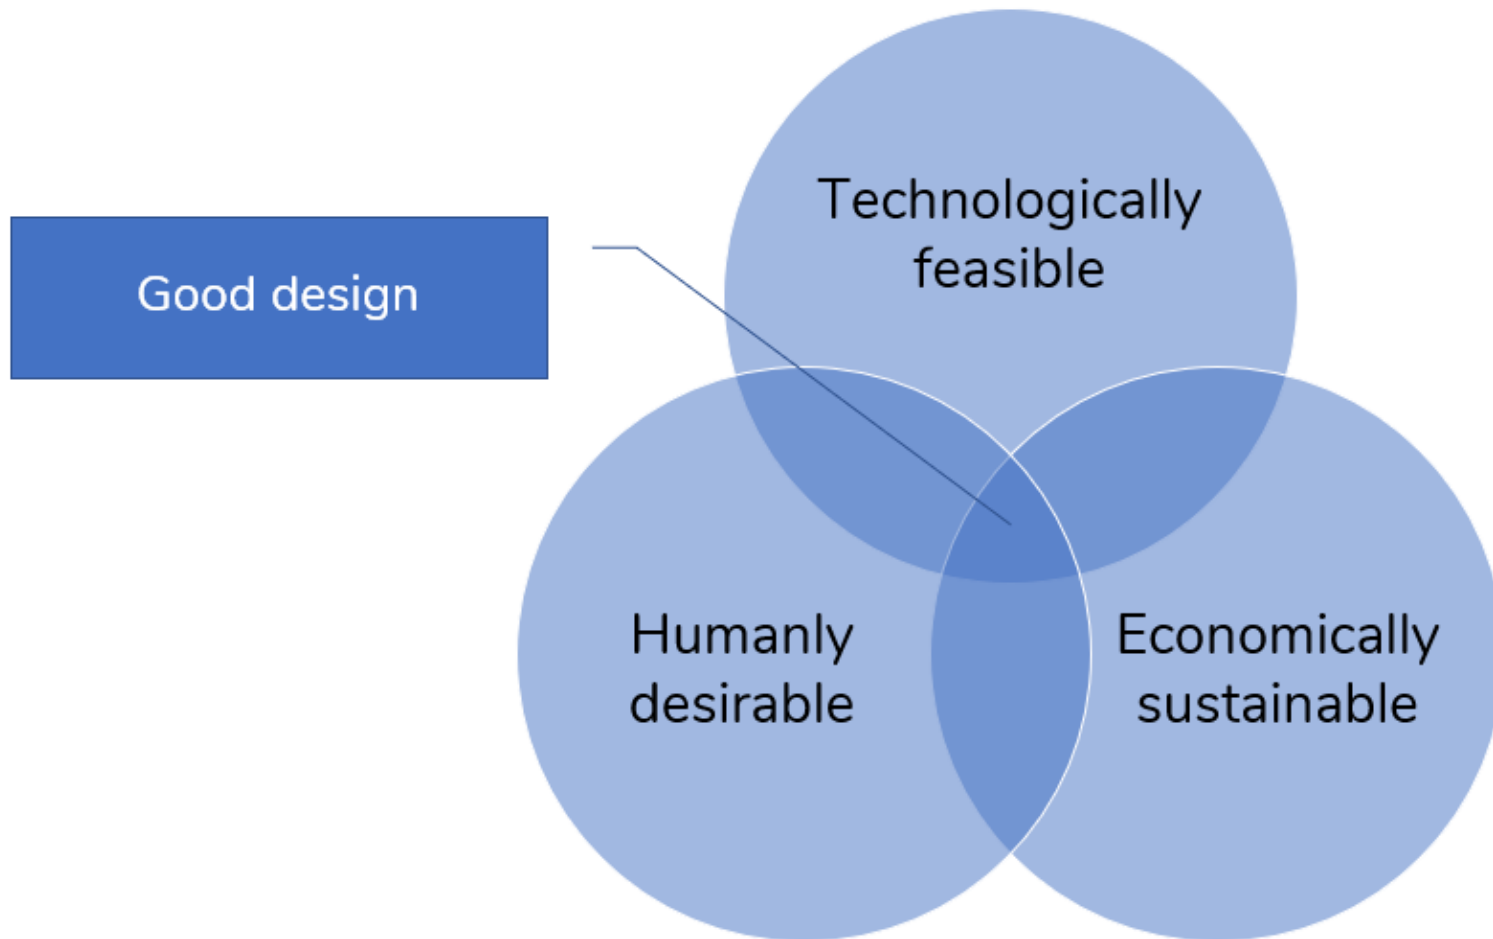 Technologically
feasible
Good design
Humanly
desirable
Economically
sustainable